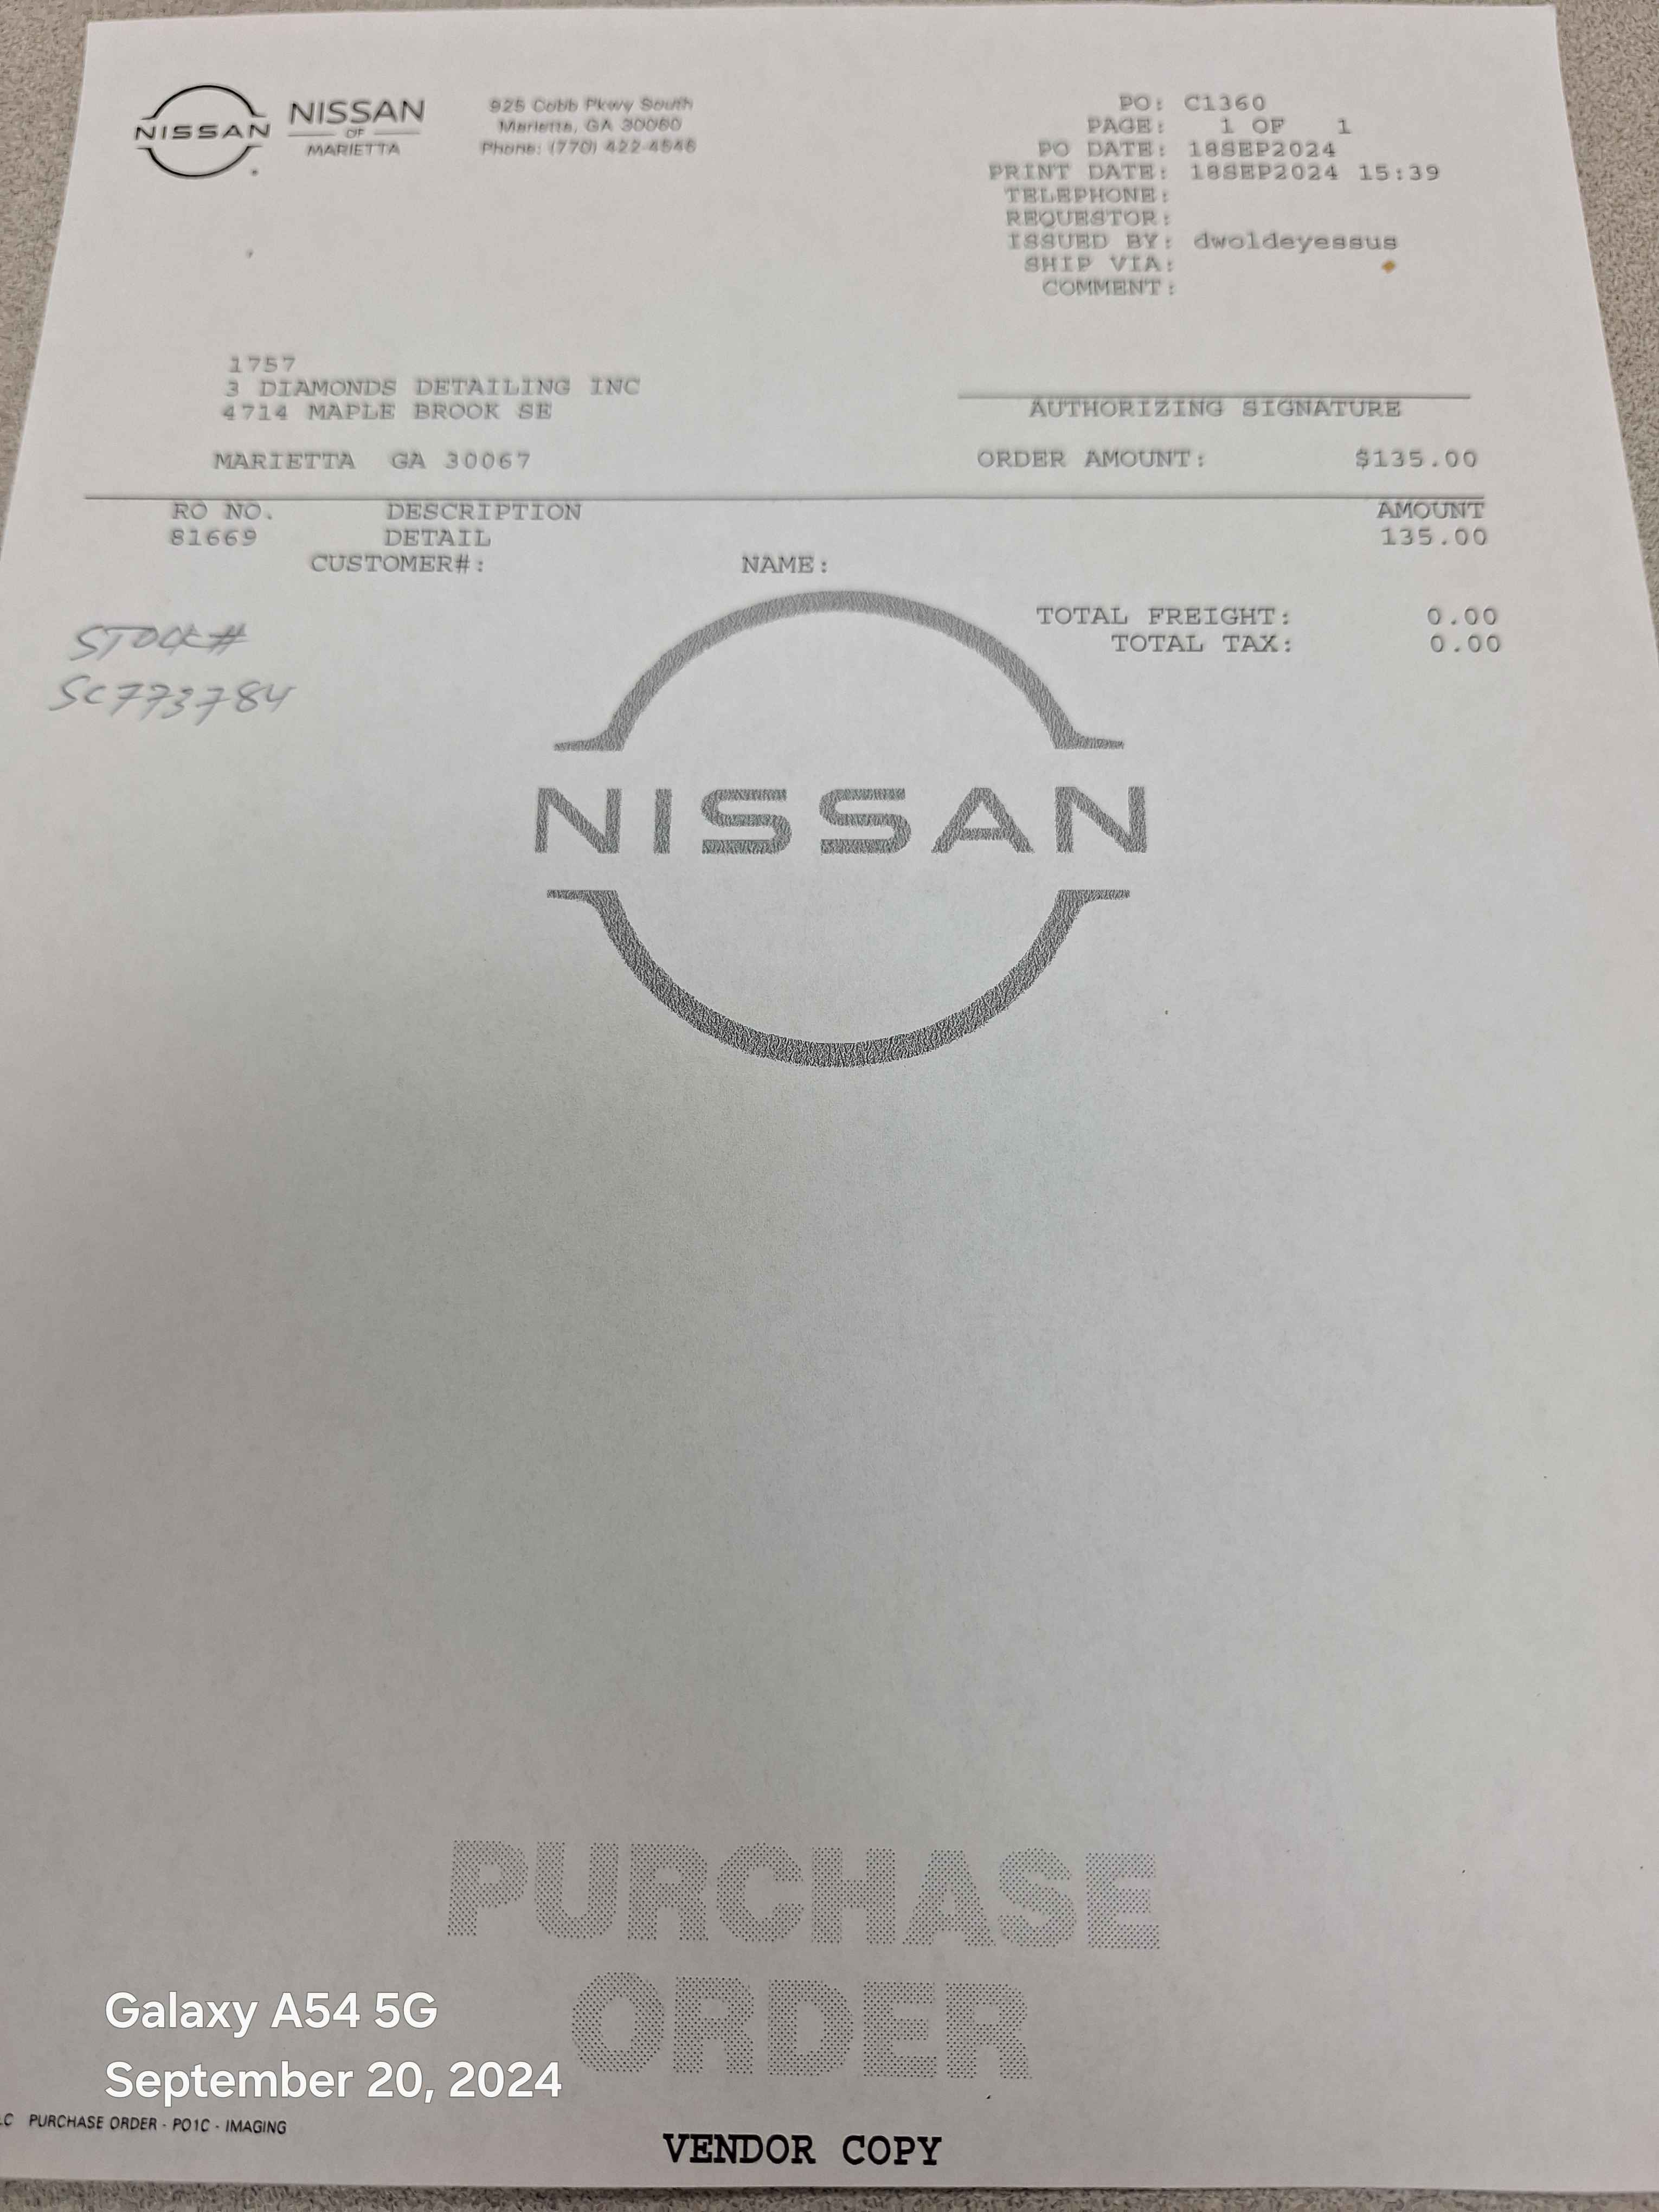 NISSAN
NISSAN
OF
MARIETTA
925 Cobb Pkwy South
Marietta, GA 30060
Phone: (770) 422-4546
PO: C1360
PAGE: 1 OF 1
PO DATE: 18SEP2024
PRINT DATE: 18SEP2024 15:39
TELEPHONE:
REQUESTOR:
ISSUED BY: dwoldeyessus
SHIP VIA:
COMMENT:
1757
3 DIAMONDS DETAILING INC
4714 MAPLE BROOK SE
MARIETTA GA 30067
AUTHORIZING SIGNATURE
ORDER AMOUNT: $135.00
RO NO. DESCRIPTION AMOUNT
81669 DETAIL 135.00
CUSTOMER#: NAME:
TOTAL FREIGHT: 0.00
TOTAL TAX: 0.00
STOCK#
SC773784
NISSAN
PURCHASE
ORDER
Galaxy A54 5G
September 20, 2024
PURCHASE ORDER - PO1C - IMAGING
VENDOR COPY